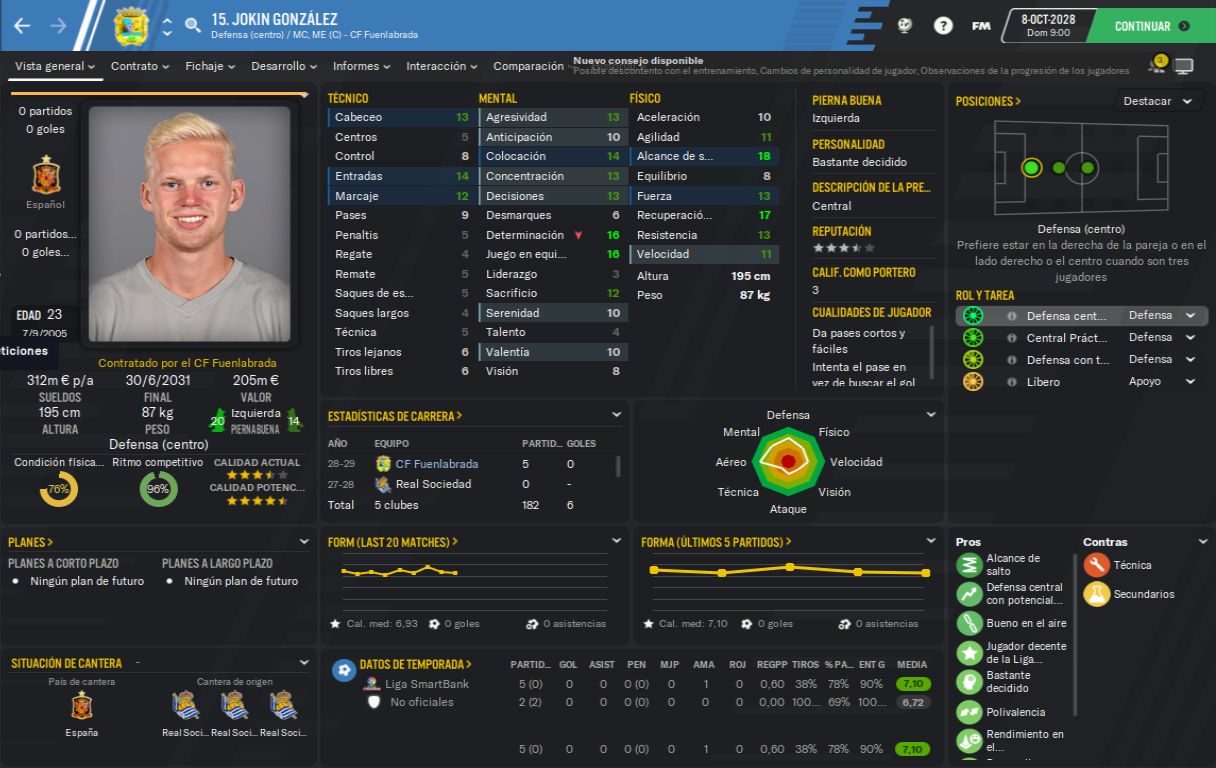 15. JOKIN GONZÁLEZ
Defensa (centro) / MC, ME (C) - CF Fuenlabrada
FM
8-OCT-2028
Dom 9:00
CONTINUAR
Vista general
Contrato
Fichaje
Desarrollo
Informes
Interacción
Comparación
Nuevo consejo disponible
Posible descontento con el entrenamiento, Cambios de personalidad de jugador, Observaciones de la progresión de los jugadores
3
0 partidos
0 goles
Español
0 partidos...
0 goles...
EDAD 23
7/9/2005
ticiones
Contratado por el CF Fuenlabrada
312m € p/a
SUELDOS
30/6/2031
FINAL
205m €
VALOR
195 cm
ALTURA
87 kg
PESO
20 Izquierda 14
PIERNA BUENA
Defensa (centro)
Condición física...
76%
Ritmo competitivo
96%
CALIDAD ACTUAL
CALIDAD POTENC...
TÉCNICO
Cabeceo 13
Centros 5
Control 8
Entradas 14
Marcaje 12
Pases 9
Penaltis 5
Regate 4
Remate 5
Saques de es... 5
Saques largos 4
Técnica 5
Tiros lejanos 6
Tiros libres 6
MENTAL
Agresividad 13
Anticipación 10
Colocación 14
Concentración 13
Decisiones 13
Desmarques 6
Determinación 16
Juego en equi... 16
Liderazgo 3
Sacrificio 12
Serenidad 10
Talento 4
Valentía 10
Visión 8
FÍSICO
Aceleración 10
Agilidad 11
Alcance de s... 18
Equilibrio 8
Fuerza 13
Recuperació... 17
Resistencia 13
Velocidad 11
Altura 195 cm
Peso 87 kg
PIERNA BUENA
Izquierda
PERSONALIDAD
Bastante decidido
DESCRIPCIÓN DE LA PRE...
Central
REPUTACIÓN
CALIF. COMO PORTERO
3
CUALIDADES DE JUGADOR
Da pases cortos y
fáciles
Intenta el pase en
vez de buscar el gol
POSICIONES >
Destacar
Defensa (centro)
Prefiere estar en la derecha de la pareja o en el
lado derecho o el centro cuando son tres
jugadores
ROL Y TAREA
Defensa cent... Defensa
Central Práct... Defensa
Defensa con t... Defensa
Líbero Apoyo
ESTADÍSTICAS DE CARRERA >
AÑO EQUIPO PARTID... GOLES
28-29 CF Fuenlabrada 5 0
27-28 Real Sociedad 0 -
Total 5 clubes 182 6
Defensa
Mental
Físico
Aéreo
Velocidad
Técnica
Visión
Ataque
PLANES >
PLANES A CORTO PLAZO
Ningún plan de futuro
PLANES A LARGO PLAZO
Ningún plan de futuro
FORM (LAST 20 MATCHES) >
Cal. med: 6,93 0 goles 0 asistencias
FORMA (ÚLTIMOS 5 PARTIDOS) >
Cal. med: 7,10 0 goles 0 asistencias
Pros
Alcance de
salto
Defensa central
con potencial...
Bueno en el aire
Jugador decente
de la Liga...
Bastante
decidido
Polivalencia
Rendimiento en
el...
Contras
Técnica
Secundarios
SITUACIÓN DE CANTERA -
País de cantera
España
Cantera de origen
Real Soci... Real Soci... Real Soci...
DATOS DE TEMPORADA >
PARTID... GOL ASIST PEN MJP AMA ROJ REGPP TIROS % PA... ENT G MEDIA
Liga SmartBank 5 (0) 0 0 0 (0) 0 1 0 0,60 38% 78% 90% 7,10
No oficiales 2 (2) 0 0 0 (0) 0 0 0 0,00 100... 69% 100... 6,72
5 (0) 0 0 0 (0) 0 1 0 0,60 38% 78% 90% 7,10